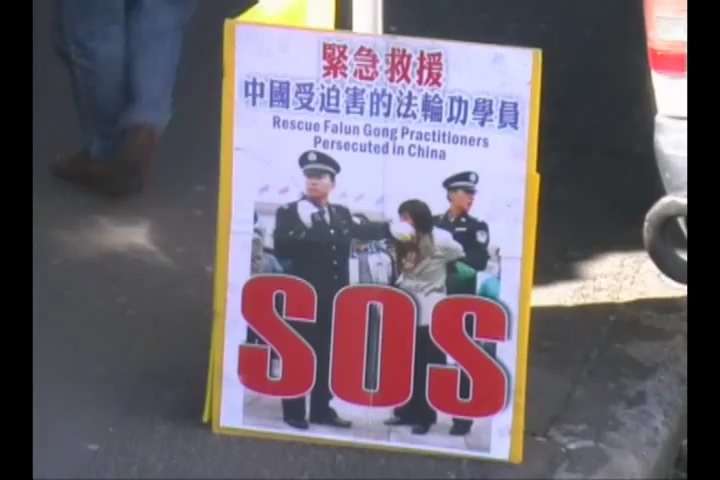 緊急救援
中國受迫害的法輪功學員
Rescue Falun Gong Practitioners
Persecuted in China
SOS